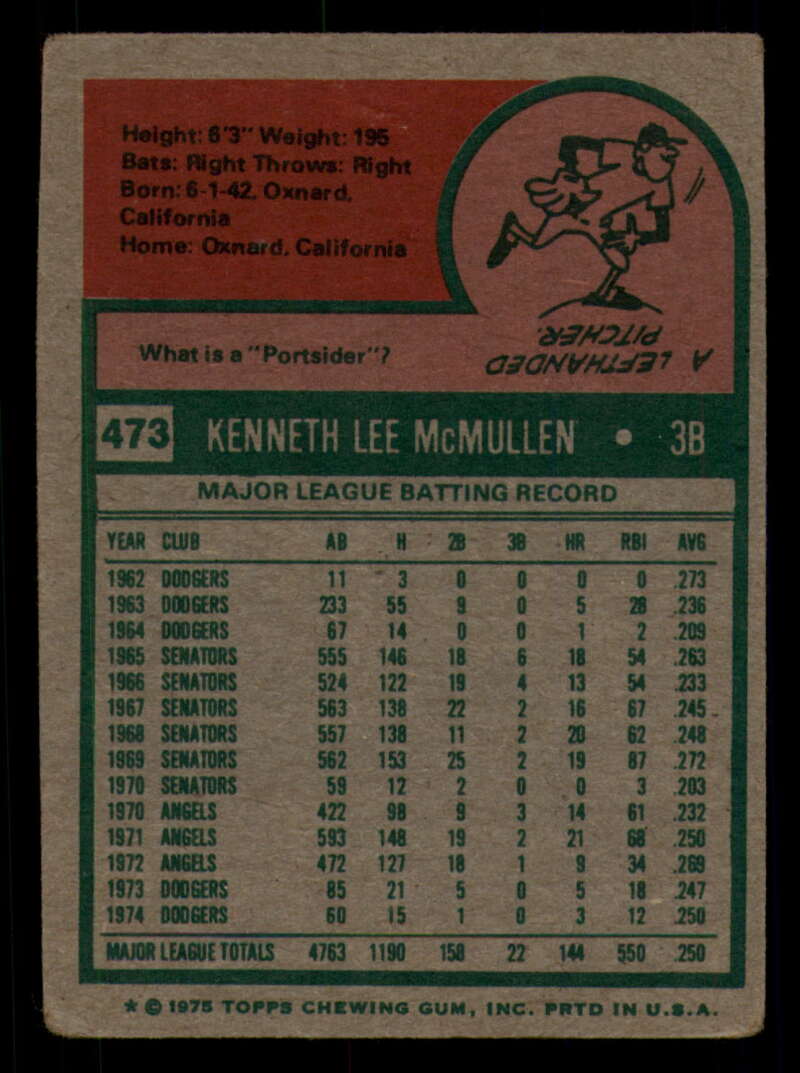 Height: 6'3" Weight: 195
Bats: Right Throws: Right
Born: 6-1-42, Oxnard,
California
Home: Oxnard, California
What is a "Portsider"?
A LEFTHANDED
PITCHER.
473 KENNETH LEE McMULLEN • 3B
MAJOR LEAGUE BATTING RECORD
YEAR CLUB AB H 2B 3B HR RBI AVG
1962 DODGERS 11 3 0 0 0 0 .273
1963 DODGERS 233 55 9 0 5 28 .236
1964 DODGERS 67 14 0 0 1 2 .209
1965 SENATORS 555 146 18 6 18 54 .263
1966 SENATORS 524 122 19 4 13 54 .233
1967 SENATORS 563 138 22 2 16 67 .245
1968 SENATORS 557 138 11 2 20 62 .248
1969 SENATORS 562 153 25 2 19 87 .272
1970 SENATORS 59 12 2 0 0 3 .203
1970 ANGELS 422 98 9 3 14 61 .232
1971 ANGELS 593 148 19 2 21 68 .250
1972 ANGELS 472 127 18 1 9 34 .269
1973 DODGERS 85 21 5 0 5 18 .247
1974 DODGERS 60 15 1 0 3 12 .250
MAJOR LEAGUE TOTALS 4763 1190 158 22 144 550 .250
* © 1975 TOPPS CHEWING GUM, INC. PRTD IN U.S.A.